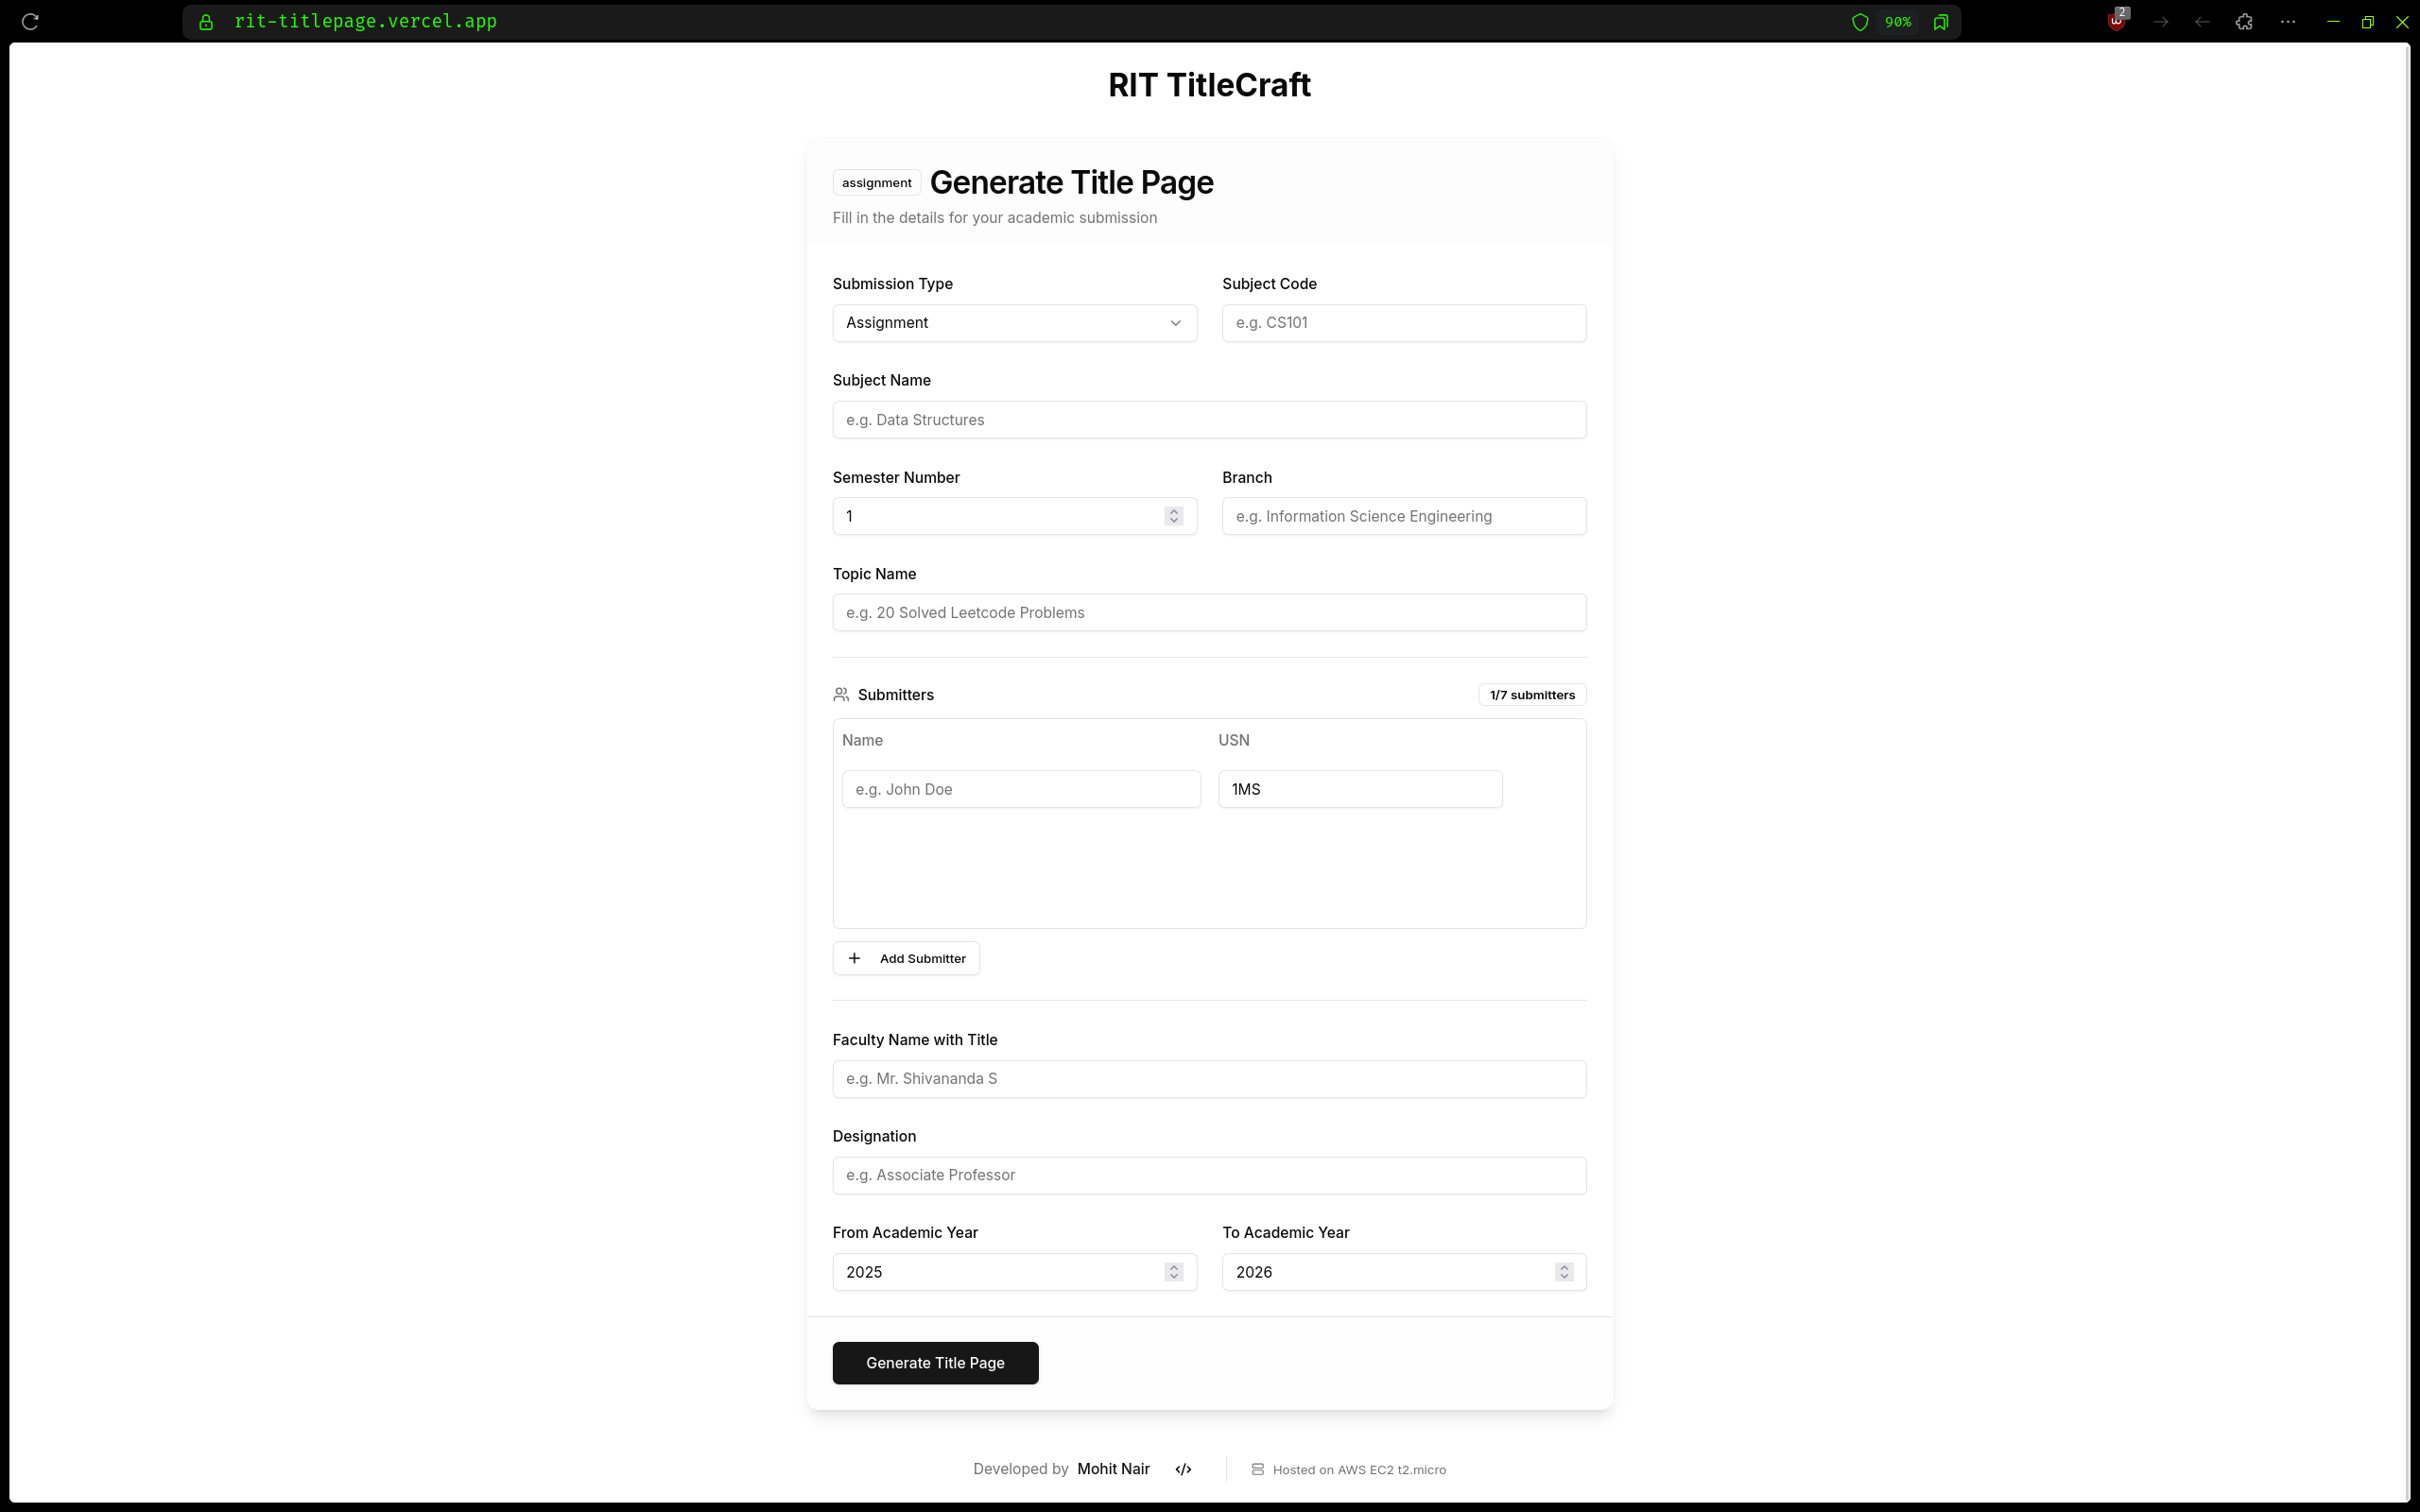 rit-titlepage.vercel.app
90%
2
RIT TitleCraft
assignment Generate Title Page
Fill in the details for your academic submission
Submission Type Subject Code
Assignment e.g. CS101
Subject Name
e.g. Data Structures
Semester Number Branch
1 e.g. Information Science Engineering
Topic Name
e.g. 20 Solved Leetcode Problems
Submitters 1/7 submitters
Name USN
e.g. John Doe 1MS
+ Add Submitter
Faculty Name with Title
e.g. Mr. Shivananda S
Designation
e.g. Associate Professor
From Academic Year To Academic Year
2025 2026
Generate Title Page
Developed by Mohit Nair </> Hosted on AWS EC2 t2.micro